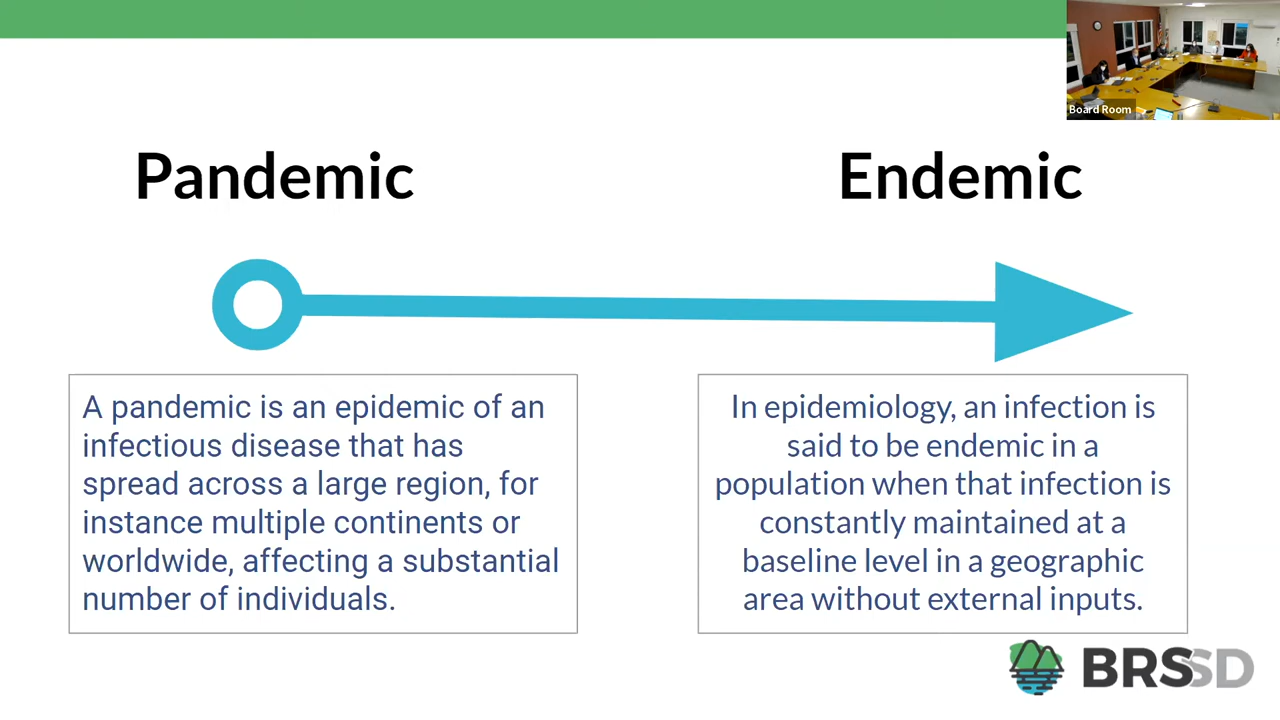 Board Room
Pandemic
Endemic
A pandemic is an epidemic of an
infectious disease that has
spread across a large region, for
instance multiple continents or
worldwide, affecting a substantial
number of individuals.
In epidemiology, an infection is
said to be endemic in a
population when that infection is
constantly maintained at a
baseline level in a geographic
area without external inputs.
BRSSD